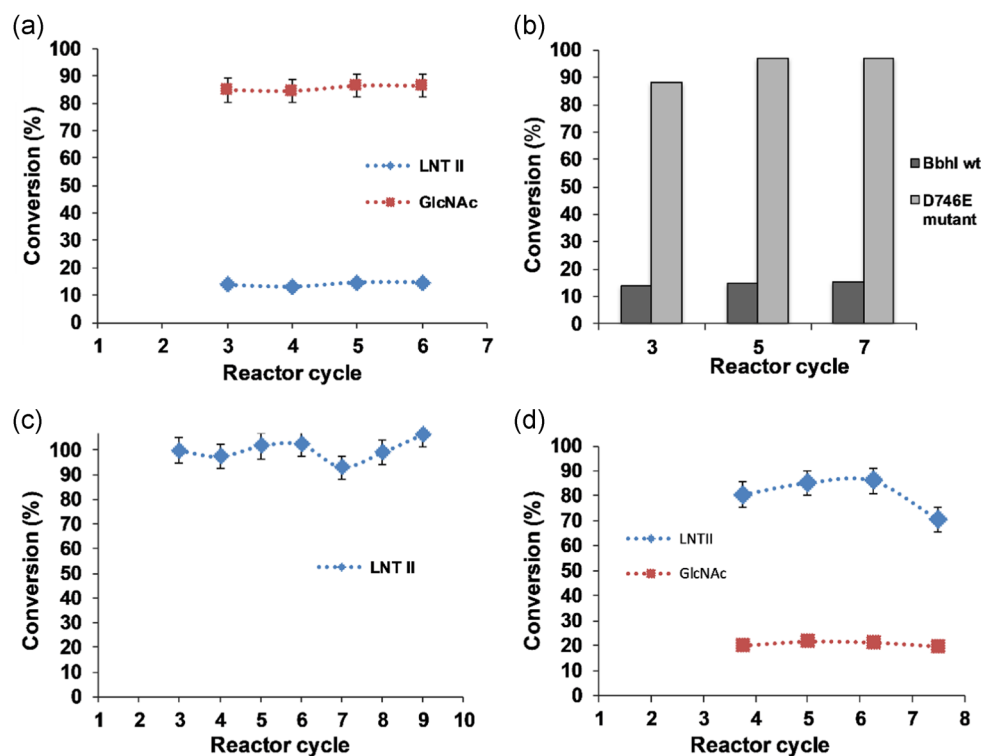 (a)
100
90
80
70
60
50
40
30
20
10
0
Conversion (%)
LNT II
GlcNAc
1 2 3 4 5 6 7
Reactor cycle
(b)
100
90
80
70
60
50
40
30
20
10
0
Conversion (%)
BbhI wt
D746E
mutant
3 5 7
Reactor cycle
(c)
100
90
80
70
60
50
40
30
20
10
0
Conversion (%)
LNT II
1 2 3 4 5 6 7 8 9 10
Reactor cycle
(d)
100
90
80
70
60
50
40
30
20
10
0
Conversion (%)
LNTII
GlcNAc
1 2 3 4 5 6 7 8
Reactor cycle